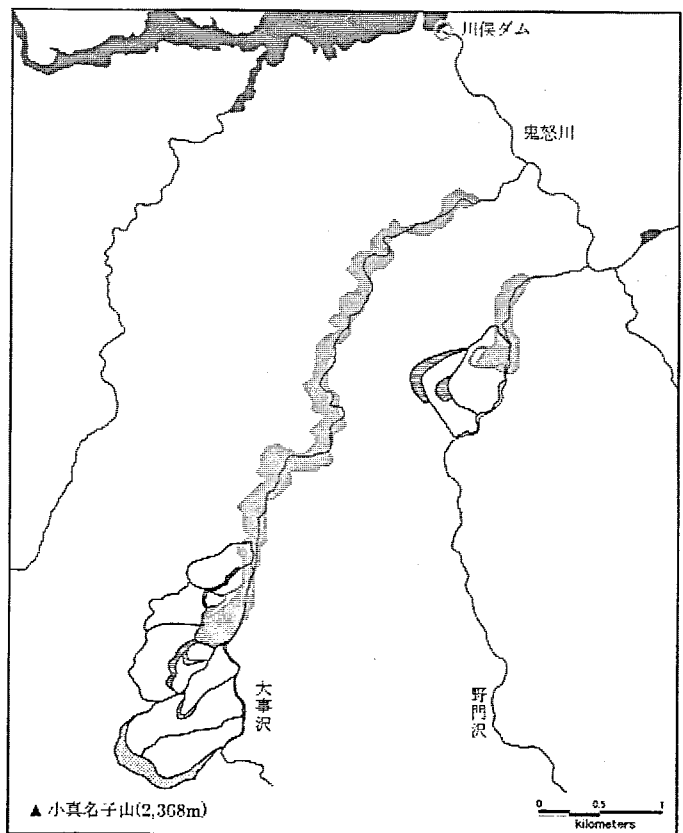 川俣ダム
鬼怒川
大事沢
野門沢
▲ 小真名子山(2,368m)
0 0.5 1
kilometers